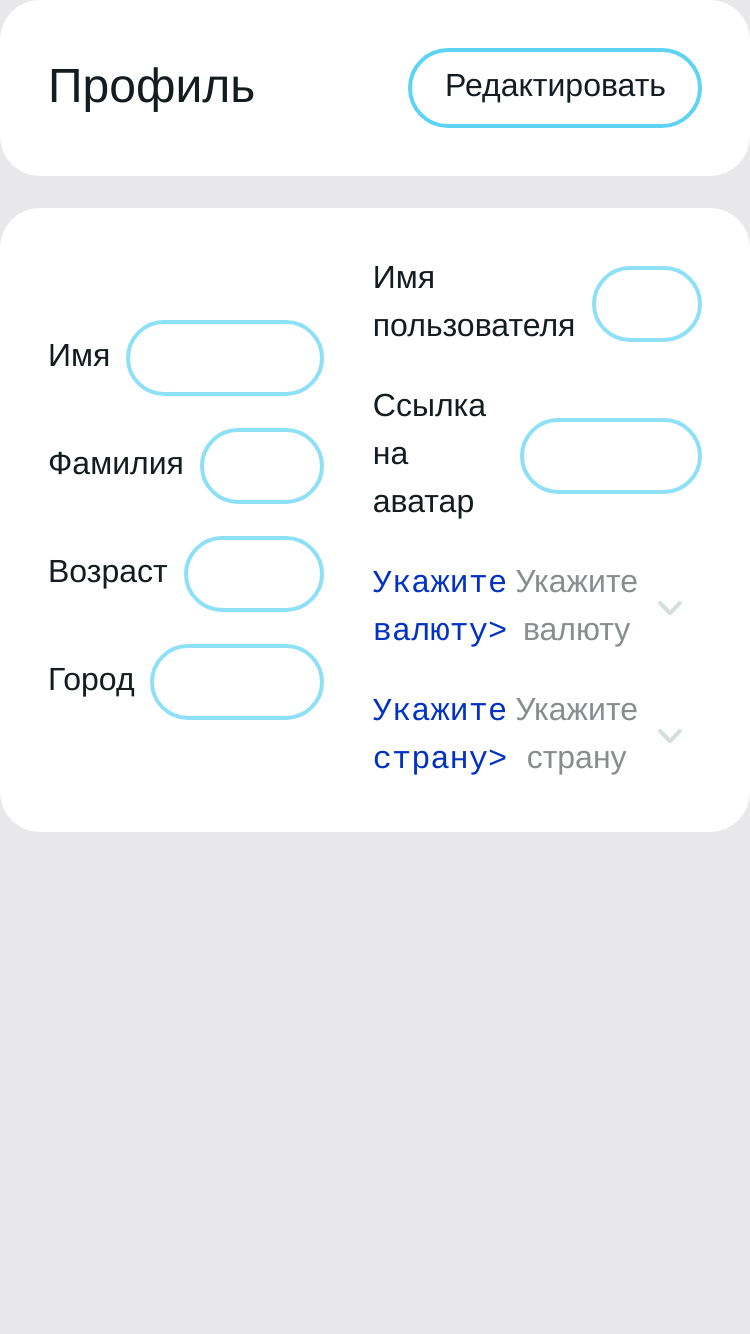 Профиль
Редактировать
Имя
Фамилия
Возраст
Город
Имя
пользователя
Ссылка
на
аватар
Укажите Укажите
валюту> валюту
Укажите Укажите
страну> страну